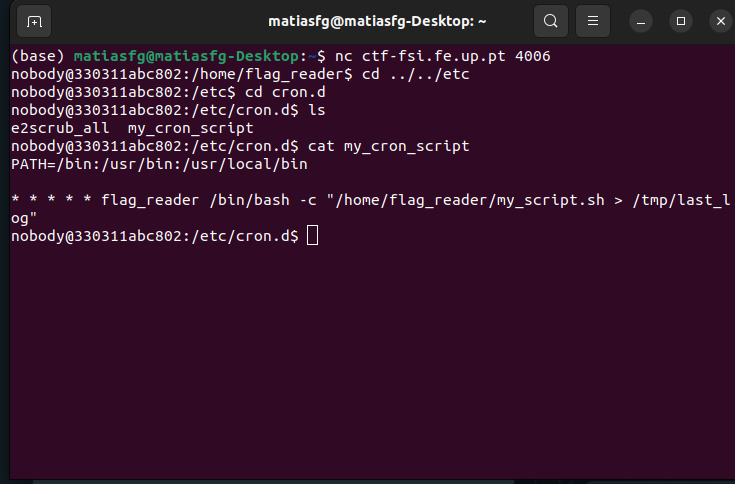 matiasfg@matiasfg-Desktop: ~
(base) matiasfg@matiasfg-Desktop:~$ nc ctf-fsi.fe.up.pt 4006
nobody@330311abc802:/home/flag_reader$ cd ../../etc
nobody@330311abc802:/etc$ cd cron.d
nobody@330311abc802:/etc/cron.d$ ls
e2scrub_all  my_cron_script
nobody@330311abc802:/etc/cron.d$ cat my_cron_script
PATH=/bin:/usr/bin:/usr/local/bin

* * * * * flag_reader /bin/bash -c "/home/flag_reader/my_script.sh > /tmp/last_l
og"
nobody@330311abc802:/etc/cron.d$